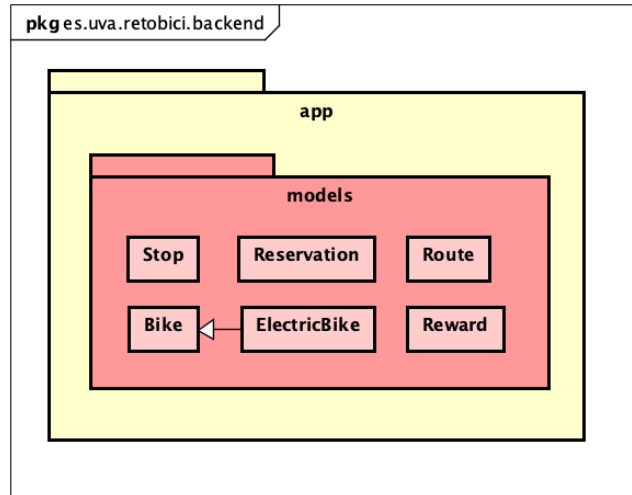 pkg es.uva.retobici.backend
app
models
Stop
Reservation
Route
Bike
ElectricBike
Reward